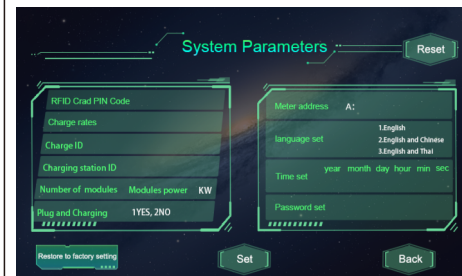 System Parameters
Reset
RFID Crad PIN Code
Charge rates
Charge ID
Charging station ID
Number of modules Modules power KW
Plug and Charging 1YES, 2NO
Meter address A:
language set
1.English
2.English and Chinese
3.English and Thai
Time set year month day hour min sec
Password set
Restore to factory setting
Set
Back